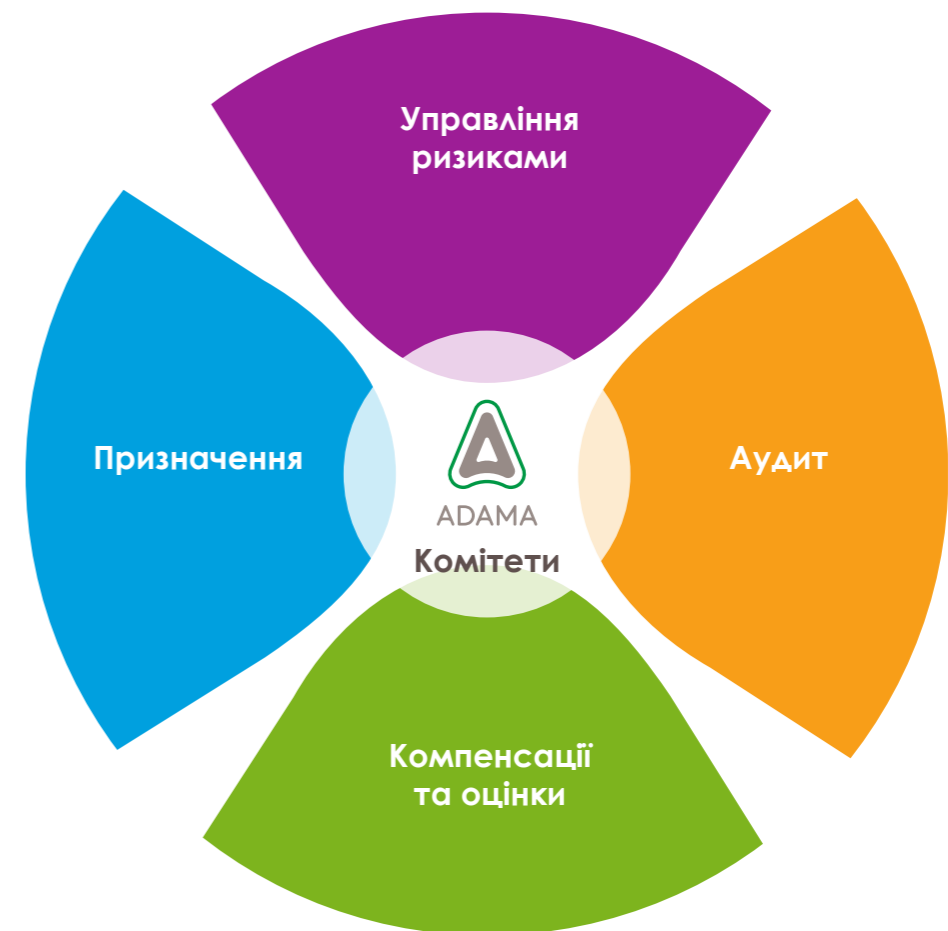 Управління
ризиками
Призначення
Аудит
ADAMA
Комітети
Компенсації
та оцінки